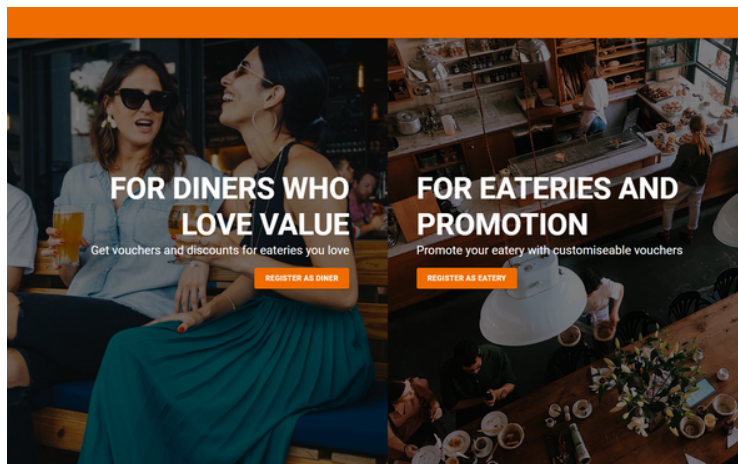 FOR DINERS WHO
LOVE VALUE
Get vouchers and discounts for eateries you love
REGISTER AS DINER
FOR EATERIES AND
PROMOTION
Promote your eatery with customiseable vouchers
REGISTER AS EATERY